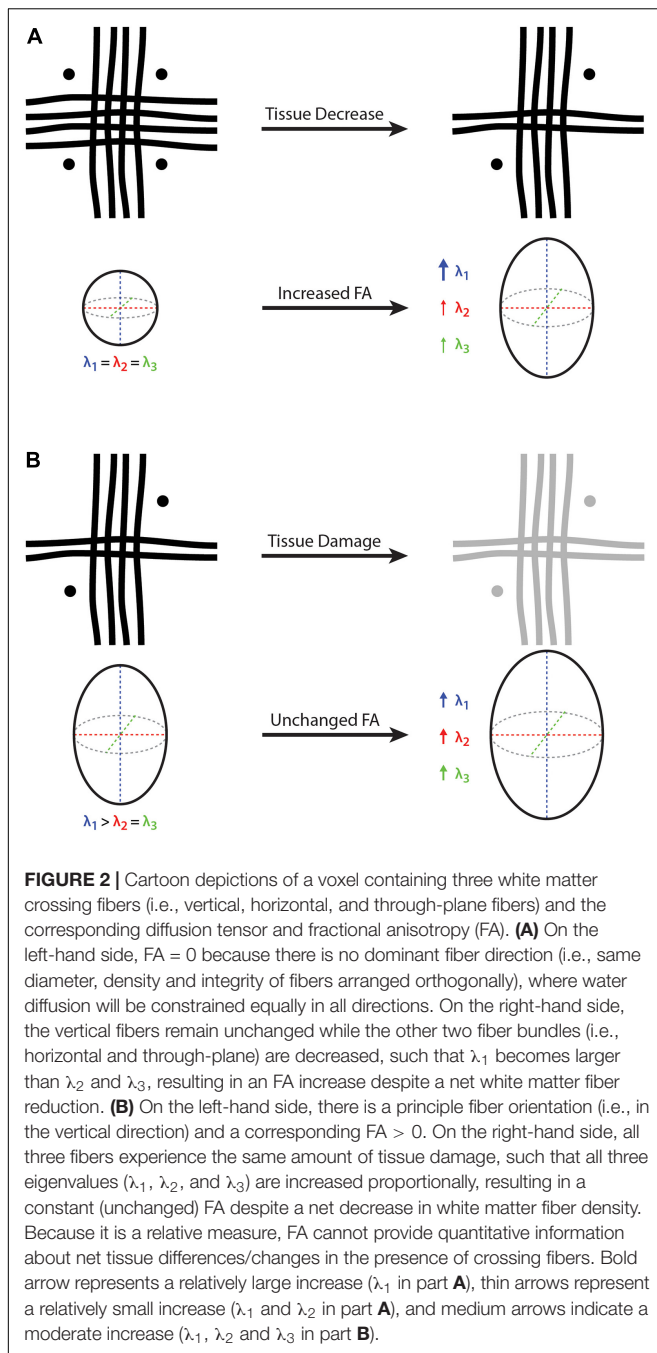 A
Tissue Decrease
Increased FA
λ1 = λ2 = λ3
λ1
λ2
λ3
B
Tissue Damage
Unchanged FA
λ1 > λ2 = λ3
λ1
λ2
λ3
FIGURE 2 | Cartoon depictions of a voxel containing three white matter
crossing fibers (i.e., vertical, horizontal, and through-plane fibers) and the
corresponding diffusion tensor and fractional anisotropy (FA). (A) On the
left-hand side, FA = 0 because there is no dominant fiber direction (i.e., same
diameter, density and integrity of fibers arranged orthogonally), where water
diffusion will be constrained equally in all directions. On the right-hand side,
the vertical fibers remain unchanged while the other two fiber bundles (i.e.,
horizontal and through-plane) are decreased, such that λ1 becomes larger
than λ2 and λ3, resulting in an FA increase despite a net white matter fiber
reduction. (B) On the left-hand side, there is a principle fiber orientation (i.e., in
the vertical direction) and a corresponding FA > 0. On the right-hand side, all
three fibers experience the same amount of tissue damage, such that all three
eigenvalues (λ1, λ2, and λ3) are increased proportionally, resulting in a
constant (unchanged) FA despite a net decrease in white matter fiber density.
Because it is a relative measure, FA cannot provide quantitative information
about net tissue differences/changes in the presence of crossing fibers. Bold
arrow represents a relatively large increase (λ1 in part A), thin arrows represent
a relatively small increase (λ1 and λ2 in part A), and medium arrows indicate a
moderate increase (λ1, λ2 and λ3 in part B).